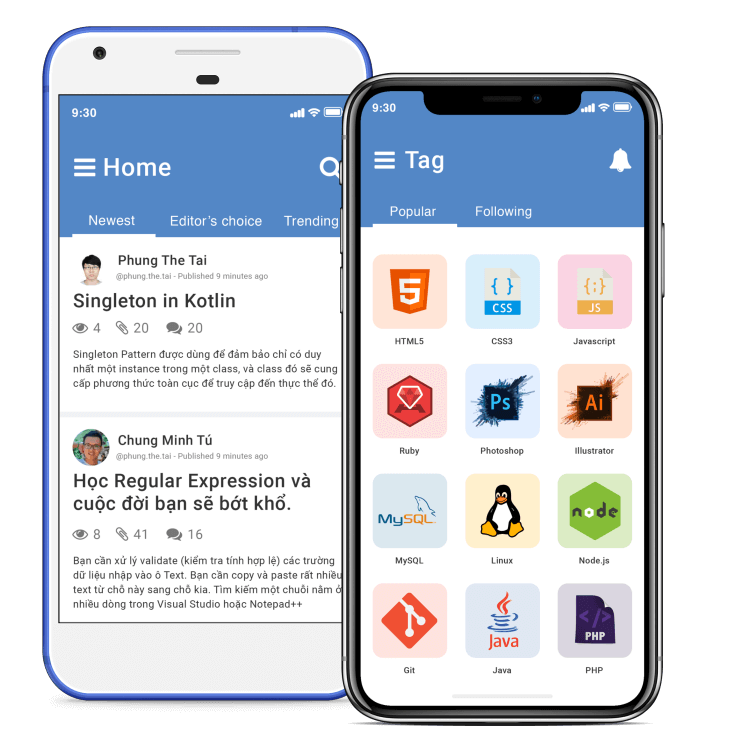 9:30
Home
Newest
Editor's choice
Trending
Phung The Tai
@phung.the.tai - Published 9 minutes ago
Singleton in Kotlin
4
20
20
Singleton Pattern được dùng để đảm bảo chỉ có duy
nhất một instance trong một class, và class đó sẽ cung
cấp phương thức toàn cục để truy cập đến thực thể đó.
Chung Minh Tú
@phung.the.tai - Published 9 minutes ago
Học Regular Expression và
cuộc đời bạn sẽ bớt khổ.
8
41
16
Bạn cần xử lý validate (kiểm tra tính hợp lệ) các trường
dữ liệu nhập vào ô Text. Bạn cần copy và paste rất nhiều
text từ chỗ này sang chỗ kia. Tìm kiếm một chuỗi nằm ở
nhiều dòng trong Visual Studio hoặc Notepad++
9:30
Tag
Popular
Following
5
{ }
CSS
{;}
JS
HTML5
CSS3
Javascript
Ps
Ai
Ruby
Photoshop
Illustrator
MySQL
node
MySQL
Linux
Node.js
Java
</>
PHP
Git
Java
PHP